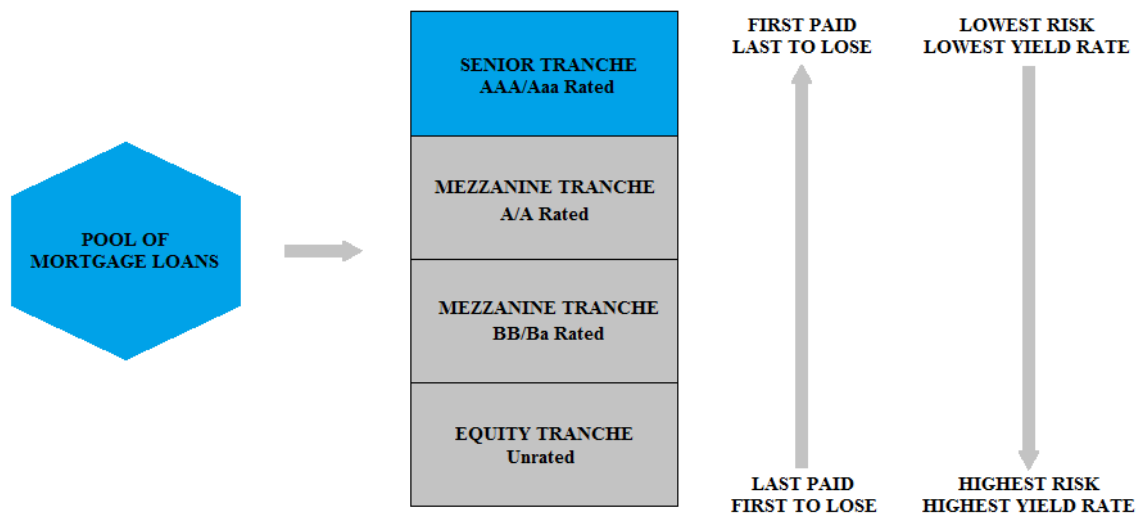 POOL OF
MORTGAGE LOANS
SENIOR TRANCHE
AAA/Aaa Rated
MEZZANINE TRANCHE
A/A Rated
MEZZANINE TRANCHE
BB/Ba Rated
EQUITY TRANCHE
Unrated
FIRST PAID
LAST TO LOSE
LAST PAID
FIRST TO LOSE
LOWEST RISK
LOWEST YIELD RATE
HIGHEST RISK
HIGHEST YIELD RATE